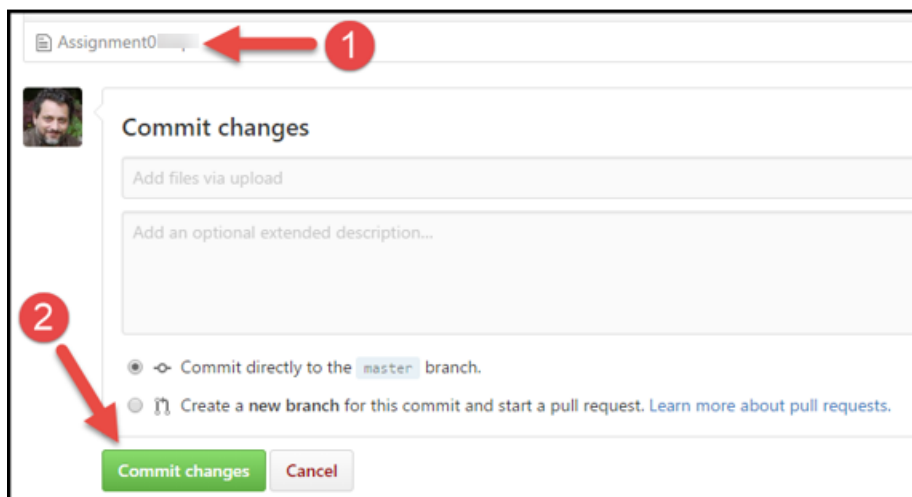 Assignment0
1
Commit changes
Add files via upload
Add an optional extended description...
2
Commit directly to the master branch.
Create a new branch for this commit and start a pull request. Learn more about pull requests.
Commit changes Cancel